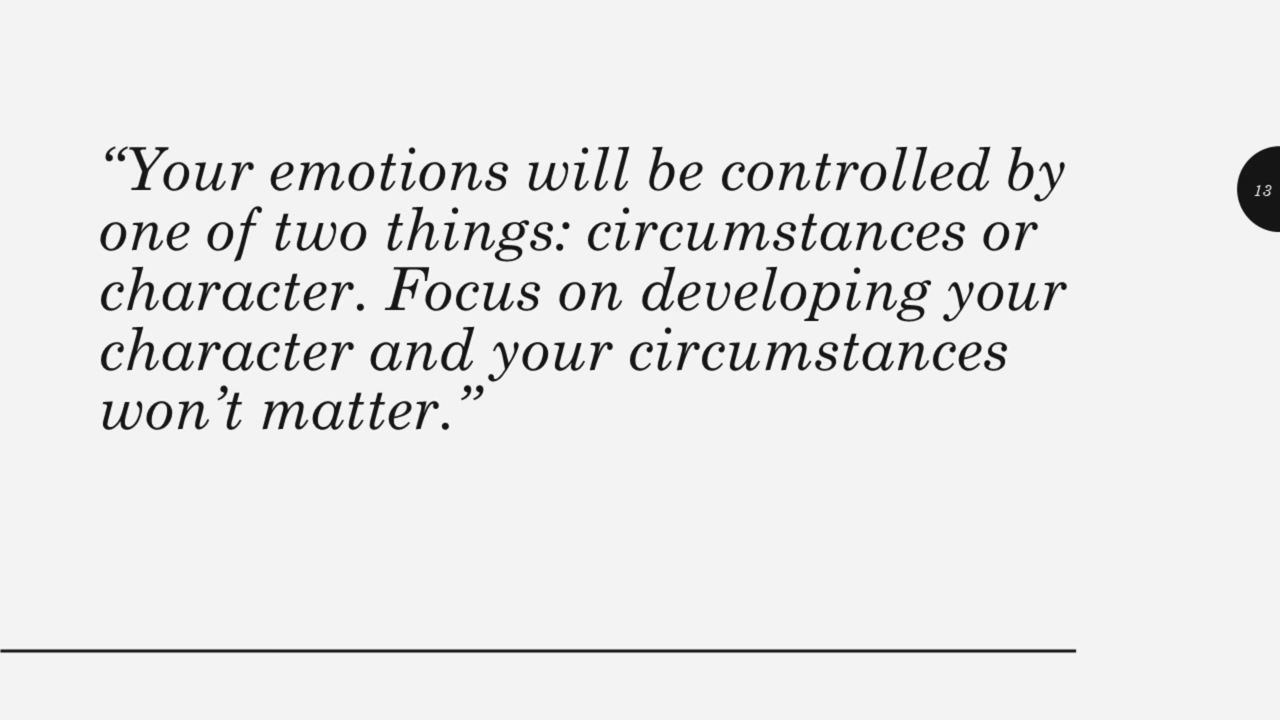 “Your emotions will be controlled by
one of two things: circumstances or
character. Focus on developing your
character and your circumstances
won’t matter.”
13